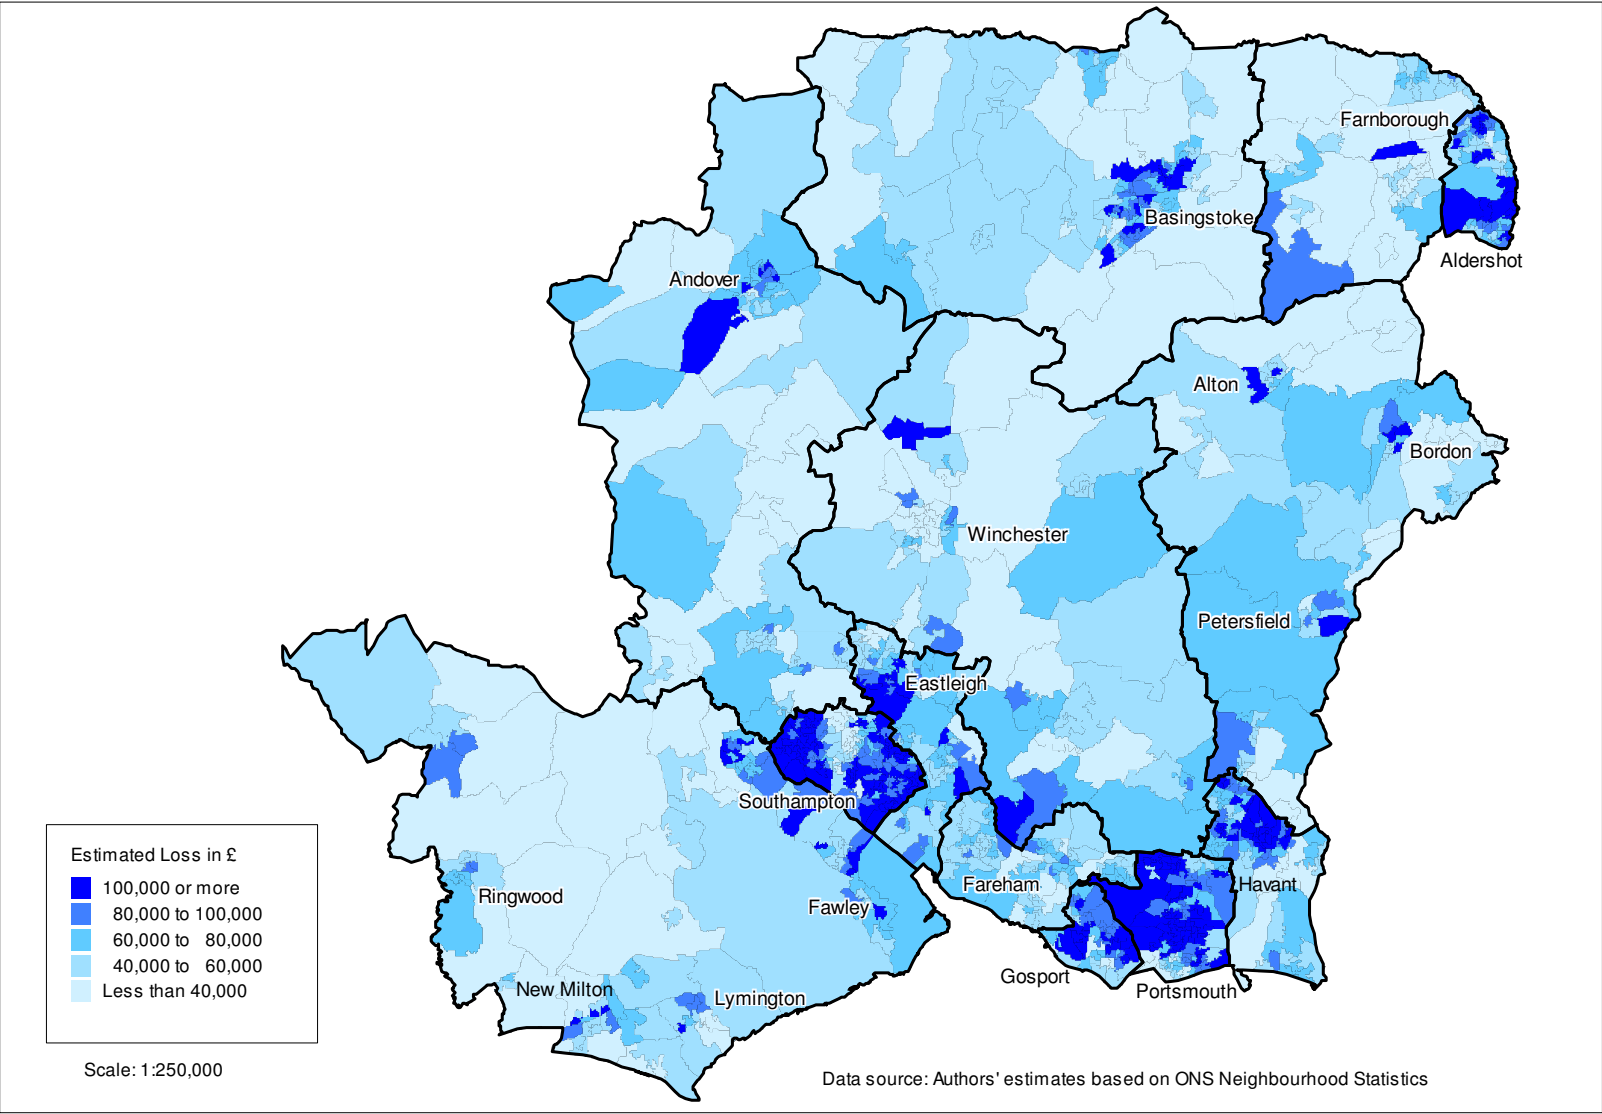 Farnborough
Basingstoke
Aldershot
Andover
Alton
Bordon
Winchester
Petersfield
Eastleigh
Southampton
Estimated Loss in £
100,000 or more
80,000 to 100,000
60,000 to 80,000
40,000 to 60,000
Less than 40,000
Ringwood
Fawley
Fareham
Havant
Gosport
Portsmouth
New Milton
Lymington
Scale: 1:250,000
Data source: Authors' estimates based on ONS Neighbourhood Statistics